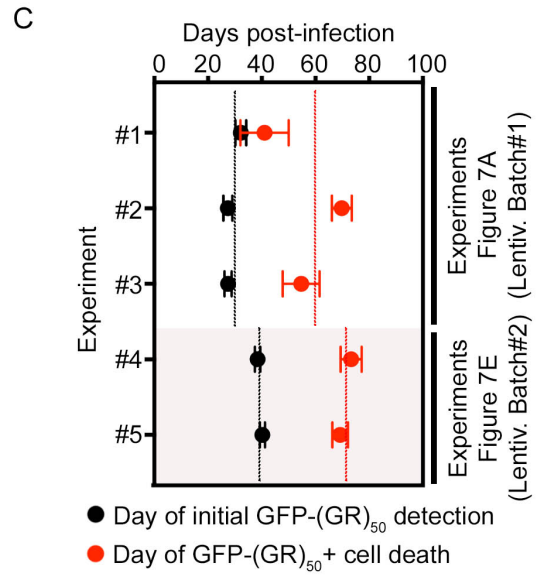 C
Days post-infection
0 20 40 60 80 100
#1
#2
#3
#4
#5
Experiment
Experiments
Figure 7A
(Lentiv. Batch#1)
Experiments
Figure 7E
(Lentiv. Batch#2)
Day of initial GFP-(GR)50 detection
Day of GFP-(GR)50+ cell death